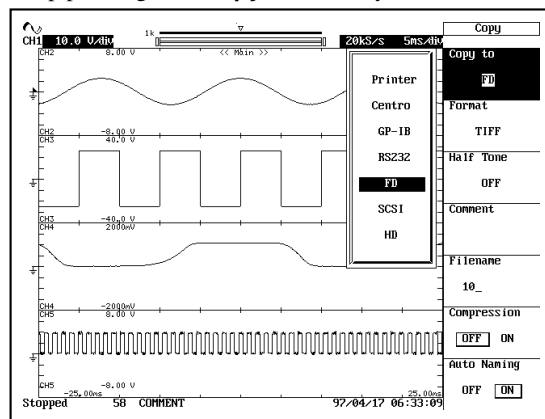 Copy
1k
CH1 10.0 V/div
20kS/s 5ms/div
CH2 8.00 V
<< Main >>
Copy to
FD
Printer
Centro
GP-IB
RS232
FD
SCSI
HD
Format
TIFF
CH2 -8.00 V
CH3 40.0 V
Half Tone
OFF
CH3 -40.0 V
CH4 2000mV
Comment
Filename
10_
CH4 -2000mV
CH5 8.00 V
Compression
OFF ON
Auto Naming
OFF ON
CH5 -8.00 V
-25.00ms
25.00ms
Stopped 58 COMMENT 97/04/17 06:33:09